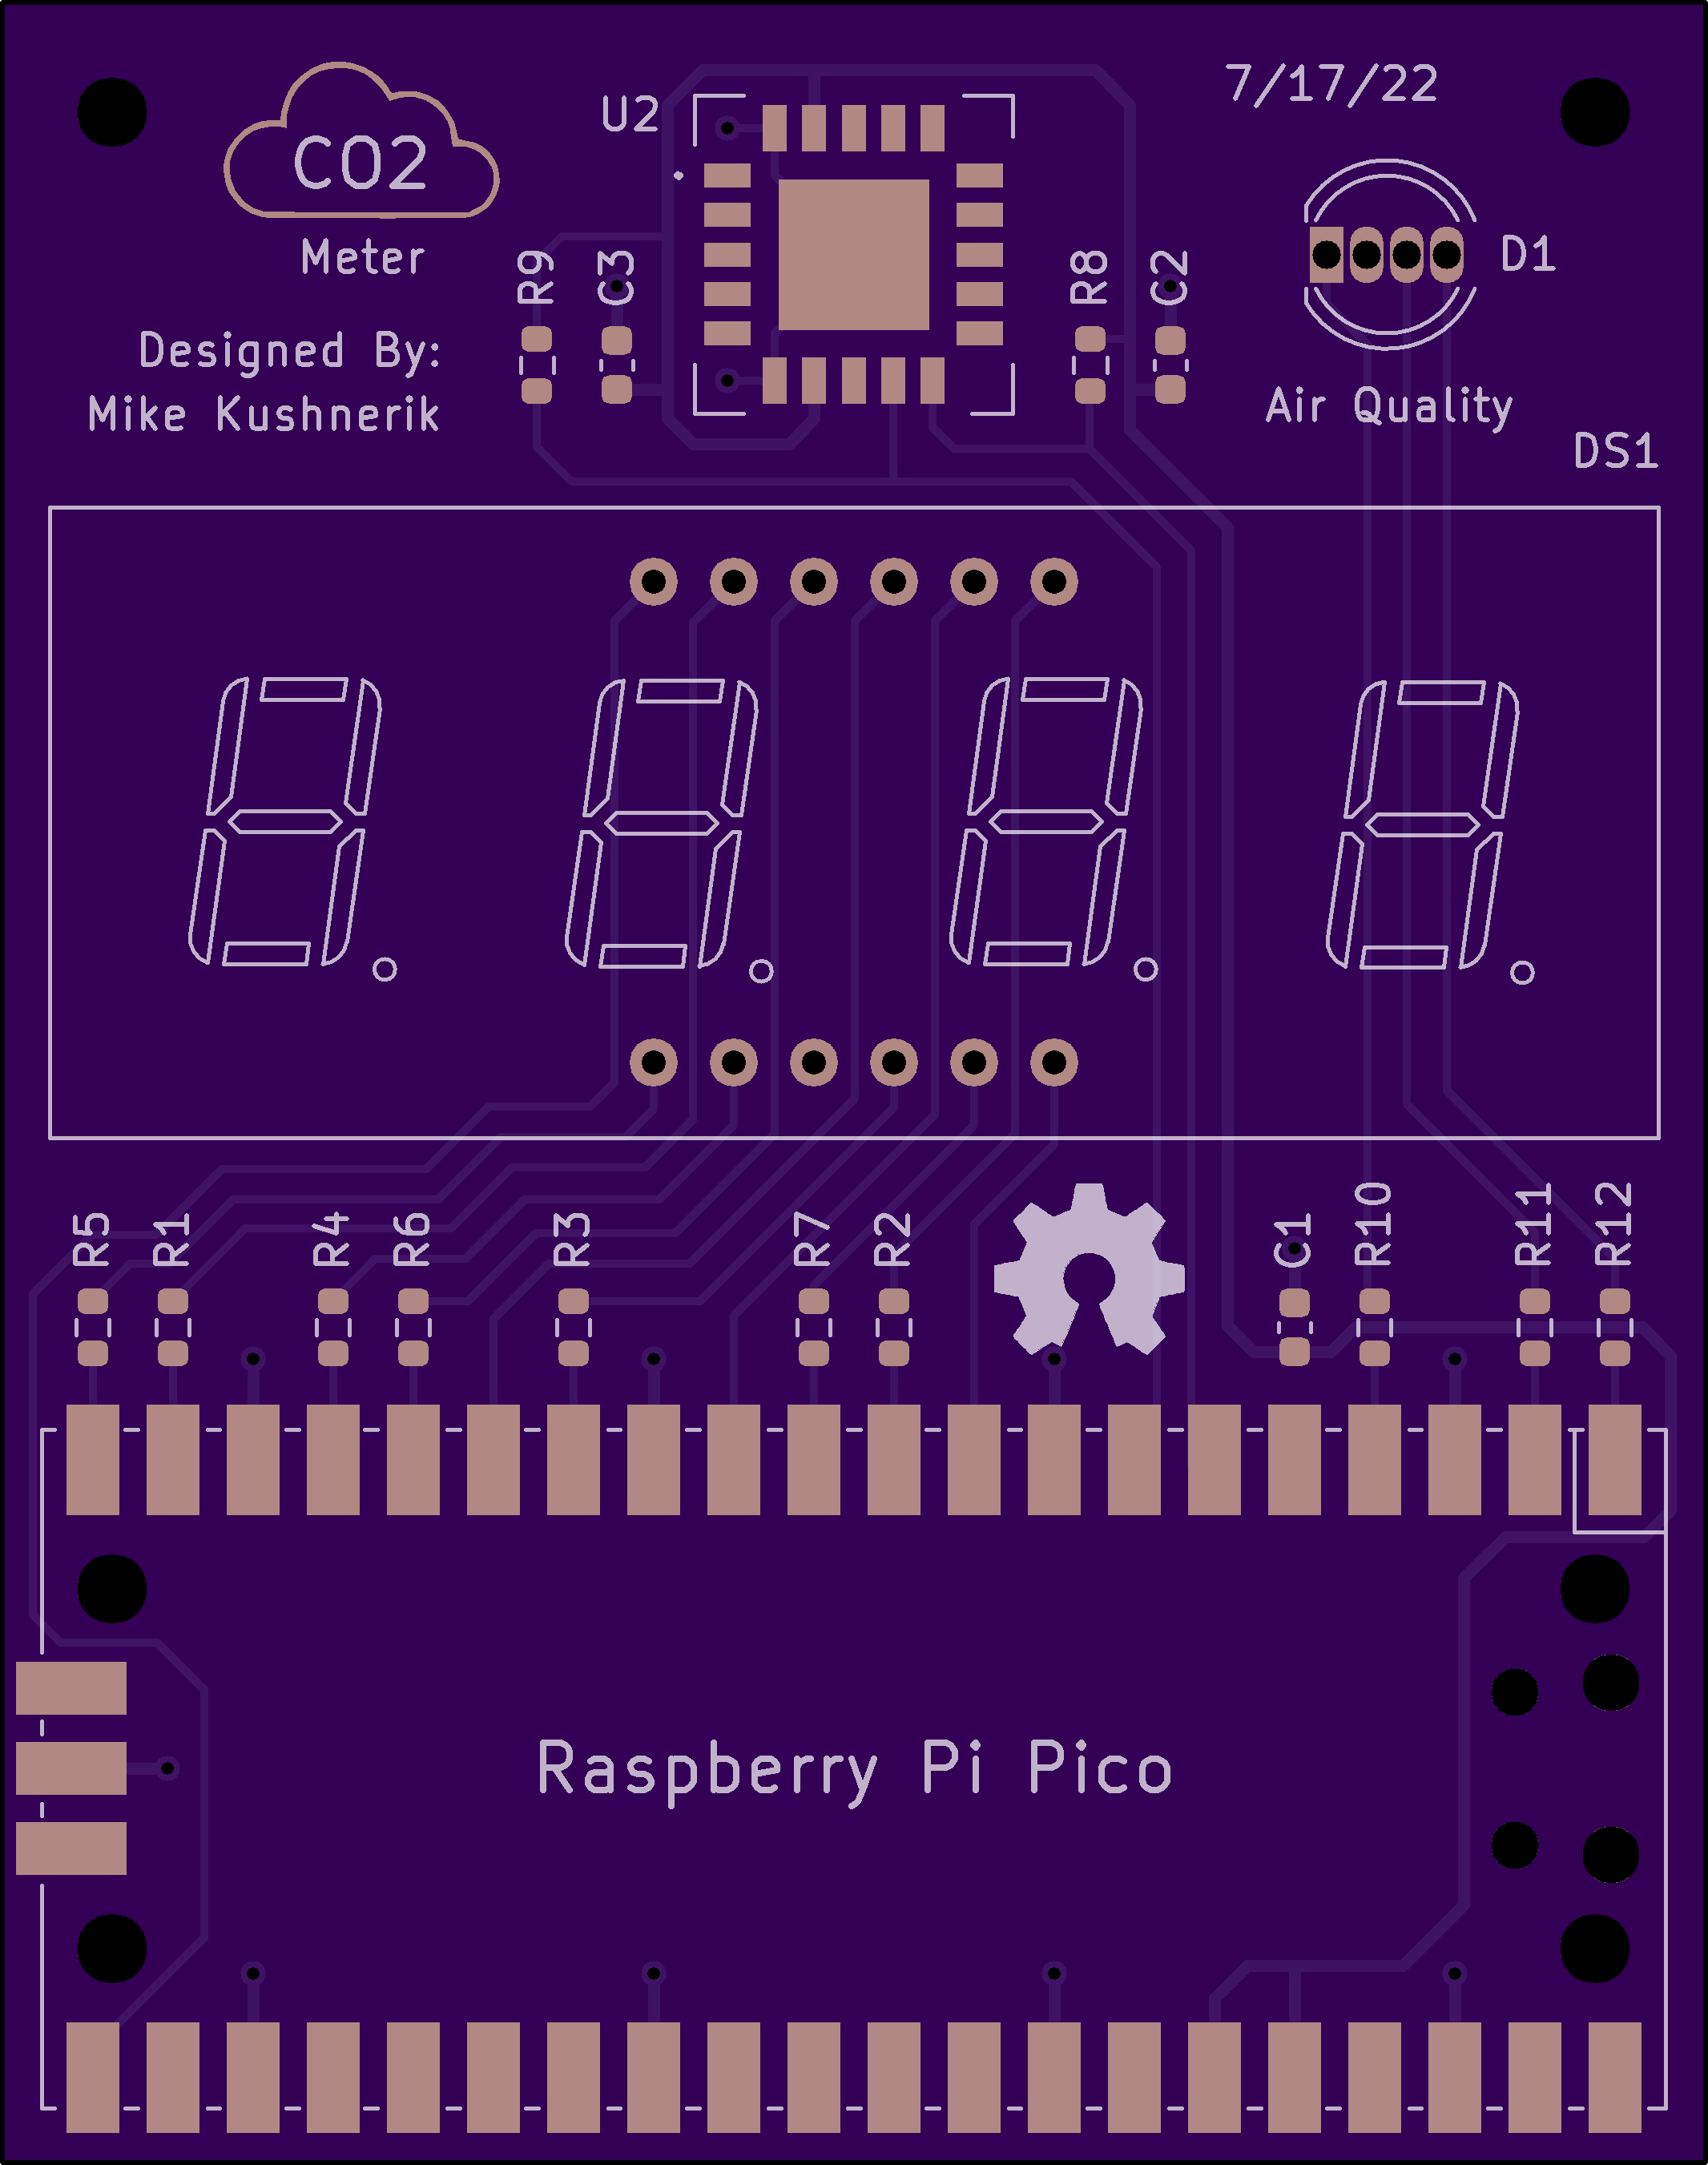 CO2
Meter
Designed By:
Mike Kushnerik
U2
7/17/22
R9
C3
R8
C2
D1
Air Quality
DS1
R5
R1
R4
R6
R3
R7
R2
C1
R10
R11
R12
Raspberry Pi Pico